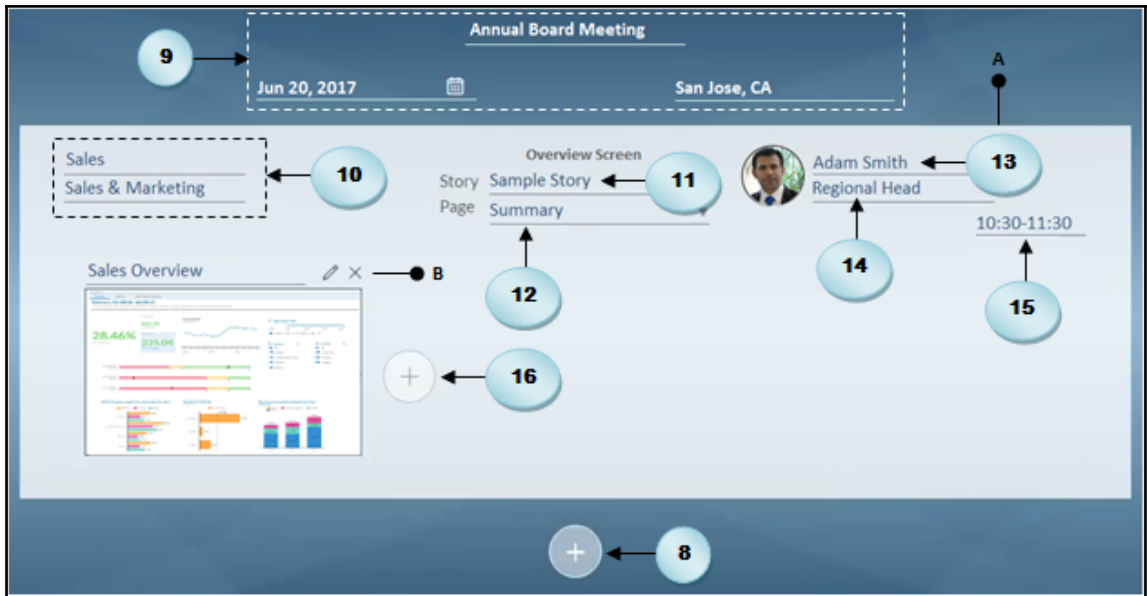 Annual Board Meeting
9
A
Jun 20, 2017
San Jose, CA
Sales
Sales & Marketing
10
Overview Screen
Story Sample Story
Page Summary
11
Adam Smith
Regional Head
13
10:30-11:30
12
14
15
Sales Overview
B
28.46%
235.04
16
8